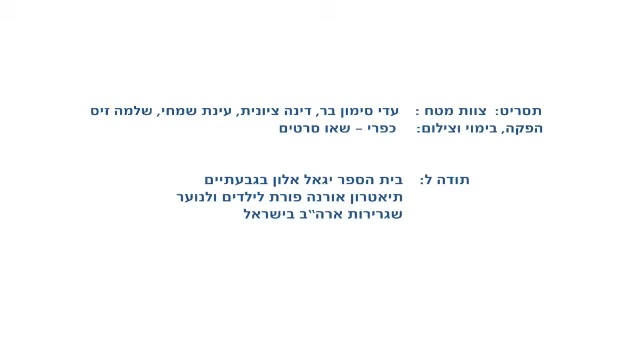 תסריט: צוות מטח : עדי סימון בר, דינה ציונית, עינת שמחי, שלמה זיס
הפקה, בימוי וצילום: כפרי – שאו סרטים
תודה ל: בית הספר יגאל אלון בגבעתיים
תיאטרון אורנה פורת לילדים ולנוער
שגרירות ארה"ב בישראל